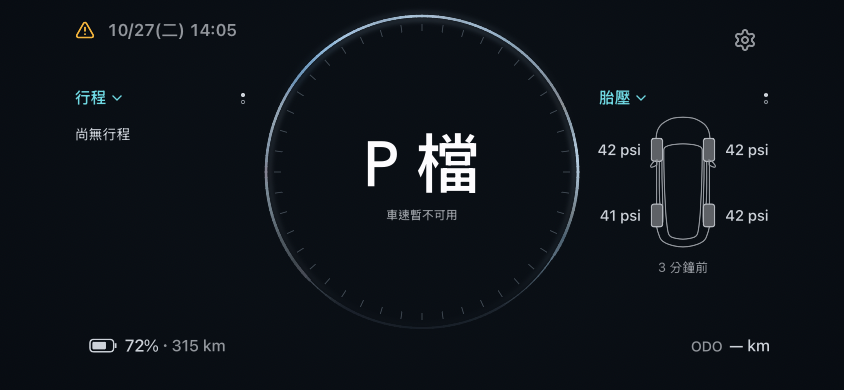 10/27(二) 14:05
行程
尚無行程
P 檔
車速暫不可用
胎壓
42 psi
42 psi
41 psi
42 psi
3 分鐘前
72% · 315 km
ODO — km